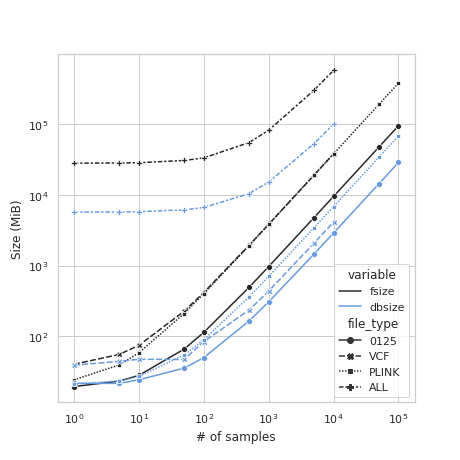 10⁵
10⁴
10³
10²
Size (MiB)
10⁰ 10¹ 10² 10³ 10⁴ 10⁵
# of samples
variable
fsize
dbsize
file_type
0125
VCF
PLINK
ALL